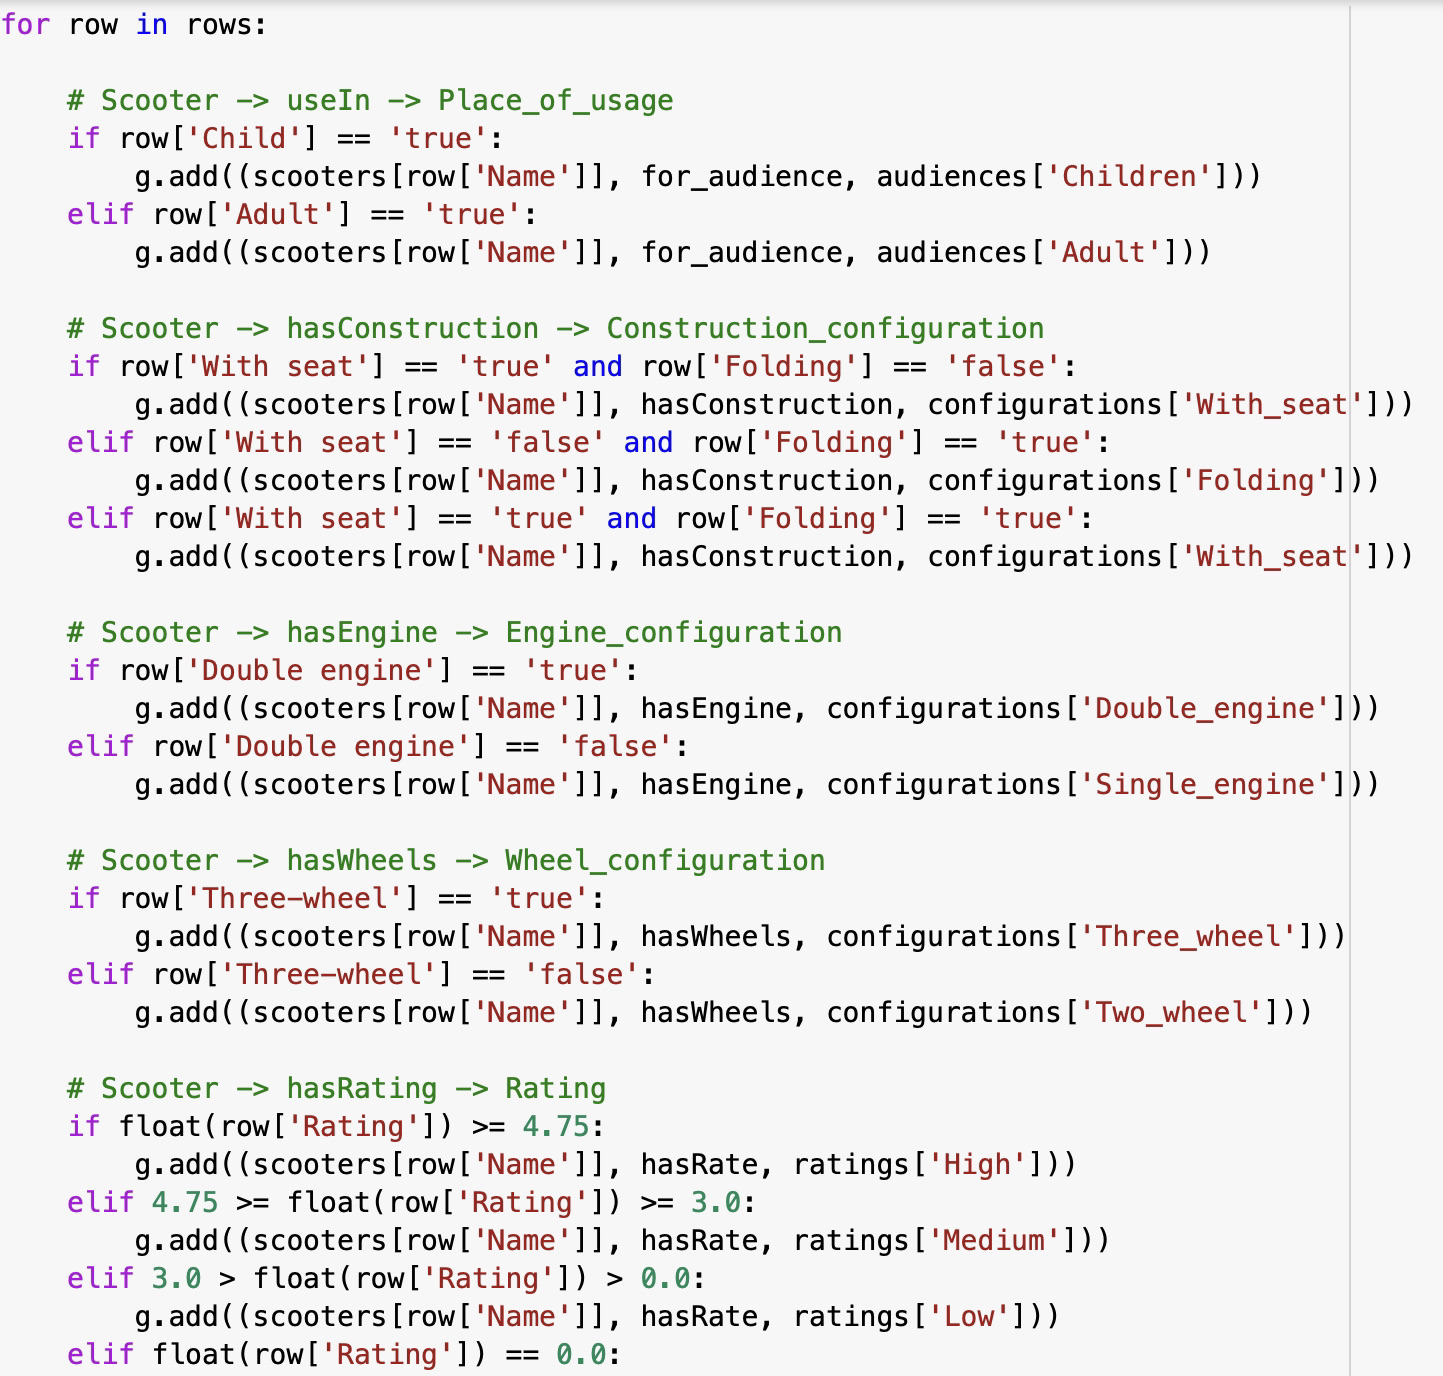 for row in rows:
# Scooter -> useIn -> Place_of_usage
if row['Child'] == 'true':
g.add((scooters[row['Name']], for_audience, audiences['Children']))
elif row['Adult'] == 'true':
g.add((scooters[row['Name']], for_audience, audiences['Adult']))
# Scooter -> hasConstruction -> Construction_configuration
if row['With seat'] == 'true' and row['Folding'] == 'false':
g.add((scooters[row['Name']], hasConstruction, configurations['With_seat']))
elif row['With seat'] == 'false' and row['Folding'] == 'true':
g.add((scooters[row['Name']], hasConstruction, configurations['Folding']))
elif row['With seat'] == 'true' and row['Folding'] == 'true':
g.add((scooters[row['Name']], hasConstruction, configurations['With_seat']))
# Scooter -> hasEngine -> Engine_configuration
if row['Double engine'] == 'true':
g.add((scooters[row['Name']], hasEngine, configurations['Double_engine']))
elif row['Double engine'] == 'false':
g.add((scooters[row['Name']], hasEngine, configurations['Single_engine']))
# Scooter -> hasWheels -> Wheel_configuration
if row['Three-wheel'] == 'true':
g.add((scooters[row['Name']], hasWheels, configurations['Three_wheel']))
elif row['Three-wheel'] == 'false':
g.add((scooters[row['Name']], hasWheels, configurations['Two_wheel']))
# Scooter -> hasRating -> Rating
if float(row['Rating']) >= 4.75:
g.add((scooters[row['Name']], hasRate, ratings['High']))
elif 4.75 >= float(row['Rating']) >= 3.0:
g.add((scooters[row['Name']], hasRate, ratings['Medium']))
elif 3.0 > float(row['Rating']) > 0.0:
g.add((scooters[row['Name']], hasRate, ratings['Low']))
elif float(row['Rating']) == 0.0: